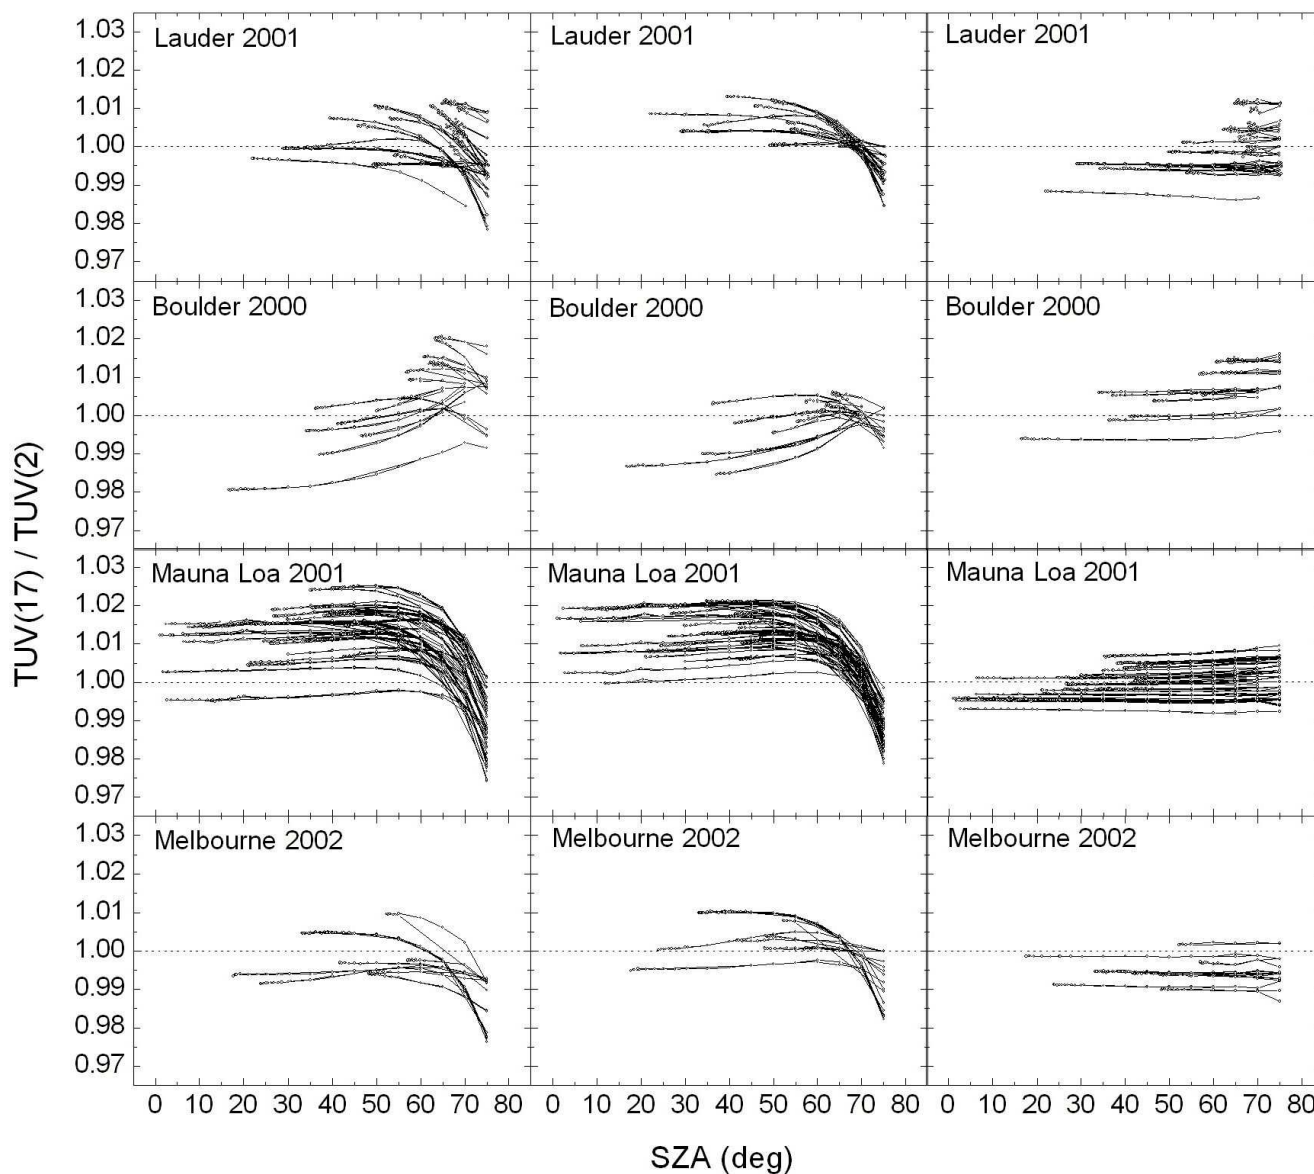 TUV(17) / TUV(2)
1.03
1.02
1.01
1.00
0.99
0.98
0.97
Lauder 2001
Lauder 2001
Lauder 2001
1.03
1.02
1.01
1.00
0.99
0.98
0.97
Boulder 2000
Boulder 2000
Boulder 2000
1.03
1.02
1.01
1.00
0.99
0.98
0.97
Mauna Loa 2001
Mauna Loa 2001
Mauna Loa 2001
1.03
1.02
1.01
1.00
0.99
0.98
0.97
Melbourne 2002
Melbourne 2002
Melbourne 2002
0 10 20 30 40 50 60 70 80
0 10 20 30 40 50 60 70 80
0 10 20 30 40 50 60 70 80
SZA (deg)